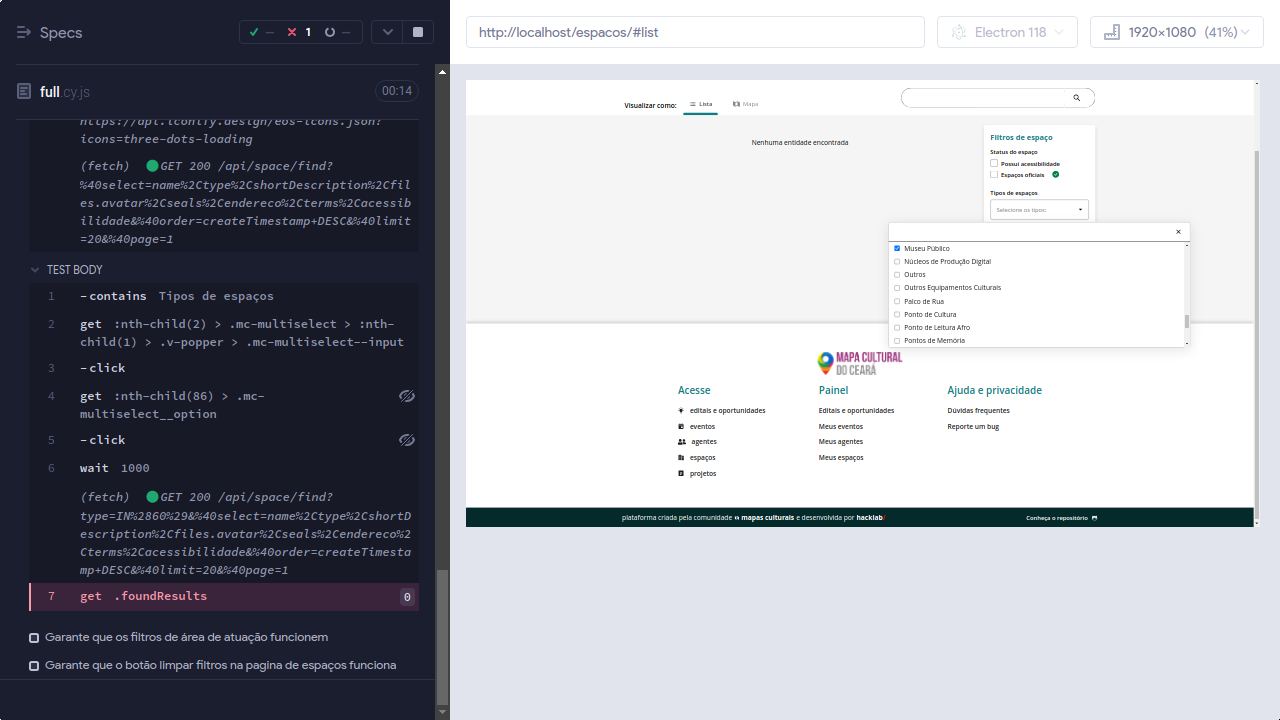 Specs
✓ -- ✕ 1 --
full.cy.js
00:14
https://api.iconify.design/eos-icons.json?
icons=three-dots-loading
(fetch) GET 200 /api/space/find?
%40select=name%2Ctype%2CshortDescription%2Cfil
es.avatar%2Cseals%2Cendereco%2Cterms%2Cacessib
ilidade&%40order=createTimestamp+DESC&%40limit
=20&%40page=1
TEST BODY
1 -contains Tipos de espaços
2 get :nth-child(2) > .mc-multiselect > :nth-
child(1) > .v-popper > .mc-multiselect--input
3 -click
4 get :nth-child(86) > .mc-
multiselect__option
5 -click
6 wait 1000
(fetch) GET 200 /api/space/find?
type=IN%2860%29&%40select=name%2Ctype%2CshortD
escription%2Cfiles.avatar%2Cseals%2Cendereco%2
Cterms%2Cacessibilidade&%40order=createTimesta
mp+DESC&%40limit=20&%40page=1
7 get .foundResults 0
Garante que os filtros de área de atuação funcionem
Garante que o botão limpar filtros na pagina de espaços funciona
http://localhost/espacos/#list
Electron 118
1920×1080 (41%)
Visualizar como: Lista Mapa
Nenhuma entidade encontrada
Filtros de espaço
Status do espaço
Possui acessibilidade
Espaços oficiais
Tipos de espaços
Selecione os tipos:
Museu Público
Núcleos de Produção Digital
Outros
Outros Equipamentos Culturais
Palco de Rua
Ponto de Cultura
Ponto de Leitura Afro
Pontos de Memória
MAPA CULTURAL
DO CEARÁ
Acesse
editais e oportunidades
eventos
agentes
espaços
projetos
Painel
Editais e oportunidades
Meus eventos
Meus agentes
Meus espaços
Ajuda e privacidade
Dúvidas frequentes
Reporte um bug
plataforma criada pela comunidade mapas culturais e desenvolvida por hacklab/
Conheça o repositório